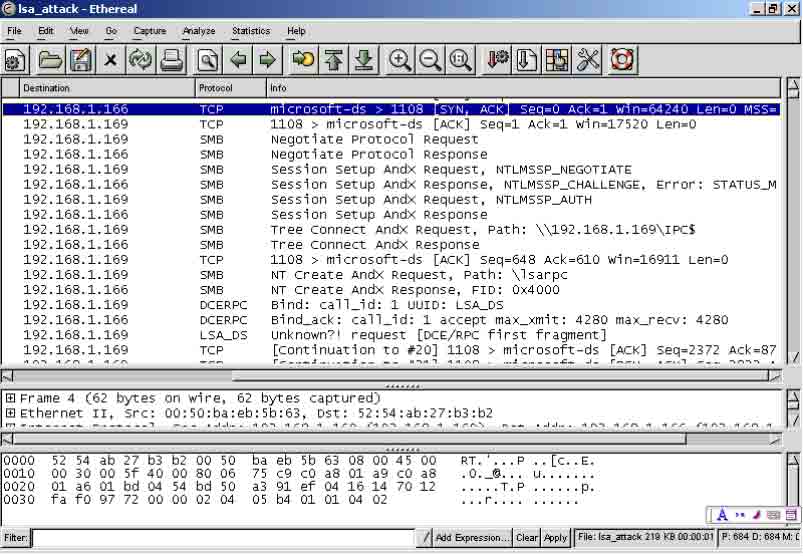 lsa_attack - Ethereal
File Edit View Go Capture Analyze Statistics Help
Destination Protocol Info
192.168.1.166 TCP microsoft-ds > 1108 [SYN, ACK] Seq=0 Ack=1 Win=64240 Len=0 MSS=
192.168.1.169 TCP 1108 > microsoft-ds [ACK] Seq=1 Ack=1 Win=17520 Len=0
192.168.1.169 SMB Negotiate Protocol Request
192.168.1.166 SMB Negotiate Protocol Response
192.168.1.169 SMB Session Setup AndX Request, NTLMSSP_NEGOTIATE
192.168.1.166 SMB Session Setup AndX Response, NTLMSSP_CHALLENGE, Error: STATUS_M
192.168.1.169 SMB Session Setup AndX Request, NTLMSSP_AUTH
192.168.1.166 SMB Session Setup AndX Response
192.168.1.169 SMB Tree Connect AndX Request, Path: \\192.168.1.169\IPC$
192.168.1.166 SMB Tree Connect AndX Response
192.168.1.169 TCP 1108 > microsoft-ds [ACK] Seq=648 Ack=610 Win=16911 Len=0
192.168.1.169 SMB NT Create AndX Request, Path: \lsarpc
192.168.1.166 SMB NT Create AndX Response, FID: 0x4000
192.168.1.169 DCERPC Bind: call_id: 1 UUID: LSA_DS
192.168.1.166 DCERPC Bind_ack: call_id: 1 accept max_xmit: 4280 max_recv: 4280
192.168.1.169 LSA_DS Unknown?! request [DCE/RPC first fragment]
192.168.1.169 TCP [Continuation to #20] 1108 > microsoft-ds [ACK] Seq=2372 Ack=87
Frame 4 (62 bytes on wire, 62 bytes captured)
Ethernet II, Src: 00:50:ba:eb:5b:63, Dst: 52:54:ab:27:b3:b2
0000 52 54 ab 27 b3 b2 00 50 ba eb 5b 63 08 00 45 00 RT.'...P ..[c..E.
0010 00 30 00 5f 40 00 80 06 75 c9 c0 a8 01 a9 c0 a8 .0._@... u.......
0020 01 a6 01 bd 04 54 bd 50 a3 91 ef 04 16 14 70 12 .....T.P ......p.
0030 fa f0 97 72 00 00 02 04 05 b4 01 01 04 02 ...r.... ......
Filter: Add Expression... Clear Apply File: lsa_attack 219 KB 00:00:01 P: 684 D: 684 M: 0